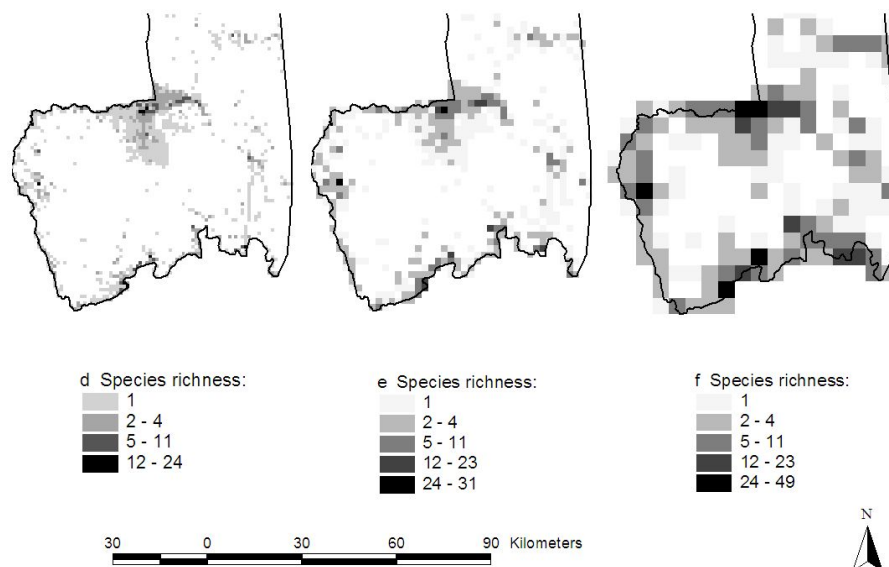 d Species richness:
1
2 - 4
5 - 11
12 - 24
e Species richness:
1
2 - 4
5 - 11
12 - 23
24 - 31
f Species richness:
1
2 - 4
5 - 11
12 - 23
24 - 49
30 0 30 60 90 Kilometers
N